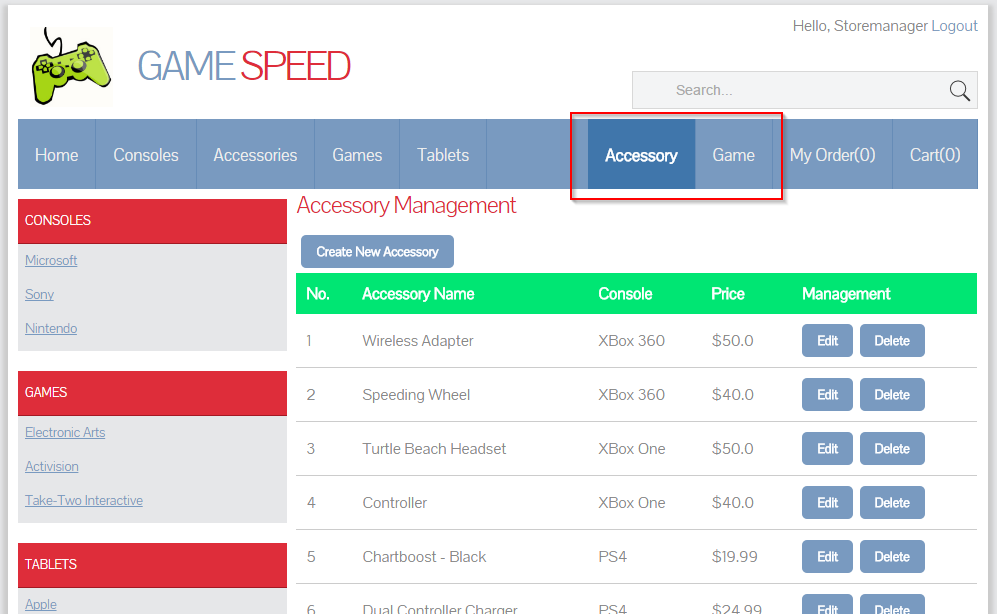 Hello, Storemanager Logout
GAME SPEED
Search...
Home Consoles Accessories Games Tablets Accessory Game My Order(0) Cart(0)
CONSOLES
Microsoft
Sony
Nintendo
GAMES
Electronic Arts
Activision
Take-Two Interactive
TABLETS
Apple
Accessory Management
Create New Accessory
No. Accessory Name Console Price Management
1 Wireless Adapter XBox 360 $50.0 Edit Delete
2 Speeding Wheel XBox 360 $40.0 Edit Delete
3 Turtle Beach Headset XBox One $50.0 Edit Delete
4 Controller XBox One $40.0 Edit Delete
5 Chartboost - Black PS4 $19.99 Edit Delete
6 Dual Controller Charger PS4 $24.99 Edit Delete